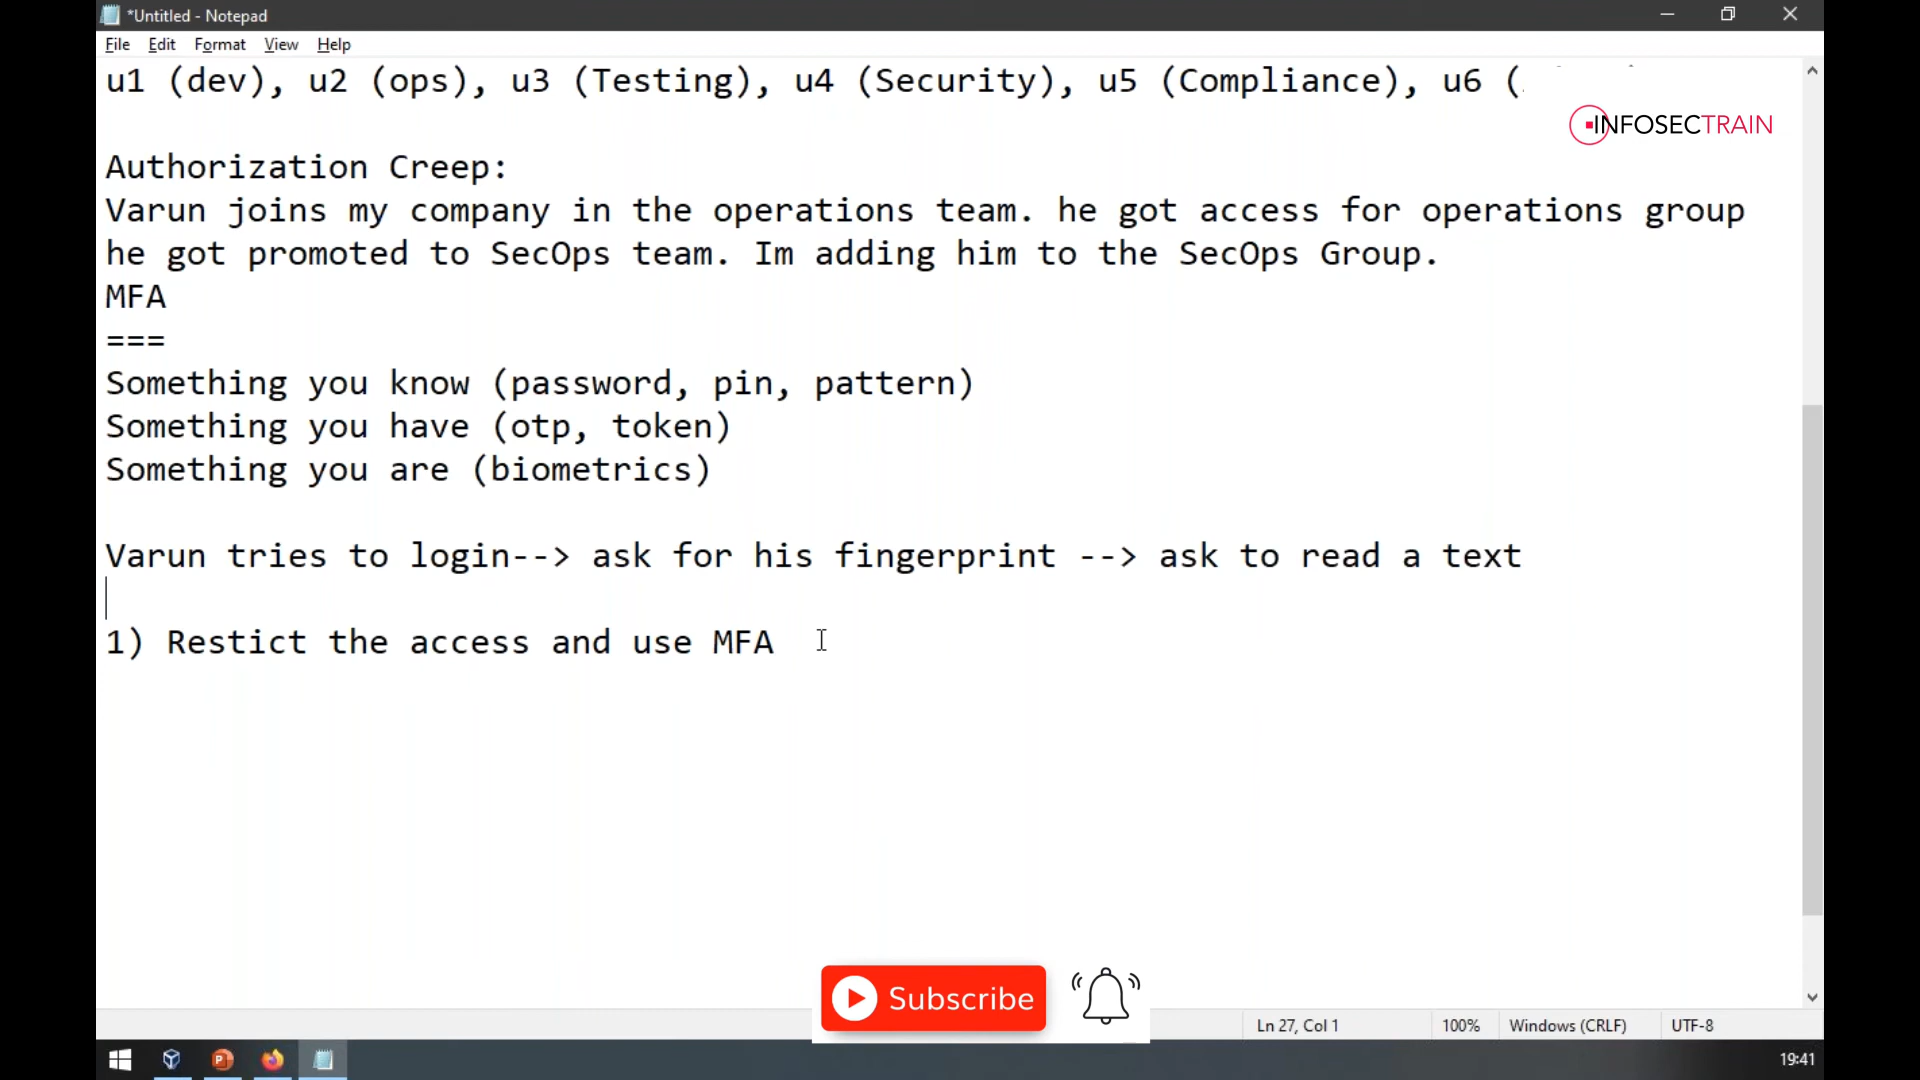 *Untitled - Notepad
File Edit Format View Help
u1 (dev), u2 (ops), u3 (Testing), u4 (Security), u5 (Compliance), u6 (
INFOSECTRAIN
Authorization Creep:
Varun joins my company in the operations team. he got access for operations group
he got promoted to SecOps team. Im adding him to the SecOps Group.
MFA
===
Something you know (password, pin, pattern)
Something you have (otp, token)
Something you are (biometrics)
Varun tries to login--> ask for his fingerprint --> ask to read a text
1) Restict the access and use MFA
Subscribe
Ln 27, Col 1 100% Windows (CRLF) UTF-8
19:41